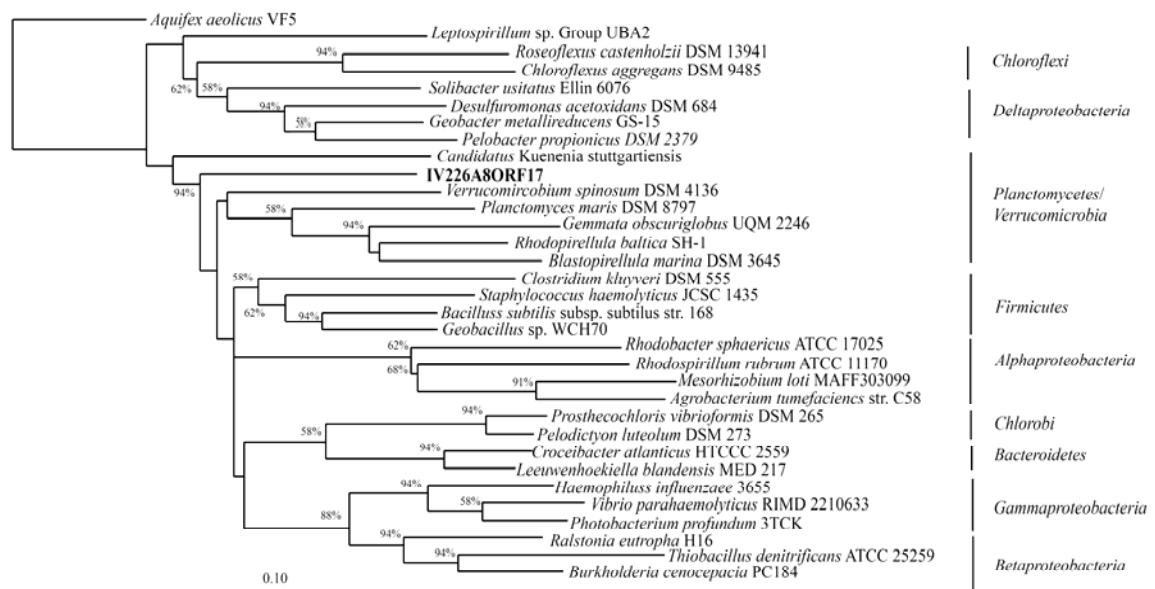 Aquifex aeolicus VF5
Leptospirillum sp. Group UBA2
94%
Roseoflexus castenholzii DSM 13941
Chloroflexus aggregans DSM 9485
Chloroflexi
62%
58%
Solibacter usitatus Ellin 6076
94%
Desulfuromonas acetoxidans DSM 684
58%
Geobacter metallireducens GS-15
Pelobacter propionicus DSM 2379
Deltaproteobacteria
Candidatus Kuenenia stuttgartiensis
94%
IV226A8ORF17
Verrucomircobium spinosum DSM 4136
58%
Planctomyces maris DSM 8797
94%
Gemmata obscuriglobus UQM 2246
Rhodopirellula baltica SH-1
Blastopirellula marina DSM 3645
Planctomycetes/
Verrucomicrobia
58%
Clostridium kluyveri DSM 555
62%
Staphylococcus haemolyticus JCSC 1435
94%
Bacilluss subtilis subsp. subtilus str. 168
Geobacillus sp. WCH70
Firmicutes
62%
Rhodobacter sphaericus ATCC 17025
68%
Rhodospirillum rubrum ATCC 11170
91%
Mesorhizobium loti MAFF303099
Agrobacterium tumefaciencs str. C58
Alphaproteobacteria
94%
Prosthecochloris vibrioformis DSM 265
58%
Pelodictyon luteolum DSM 273
Chlorobi
94%
Croceibacter atlanticus HTCCC 2559
Leeuwenhoekiella blandensis MED 217
Bacteroidetes
94%
Haemophiluss influenzaee 3655
58%
Vibrio parahaemolyticus RIMD 2210633
88%
Photobacterium profundum 3TCK
Gammaproteobacteria
94%
Ralstonia eutropha H16
94%
Thiobacillus denitrificans ATCC 25259
Burkholderia cenocepacia PC184
Betaproteobacteria
0.10